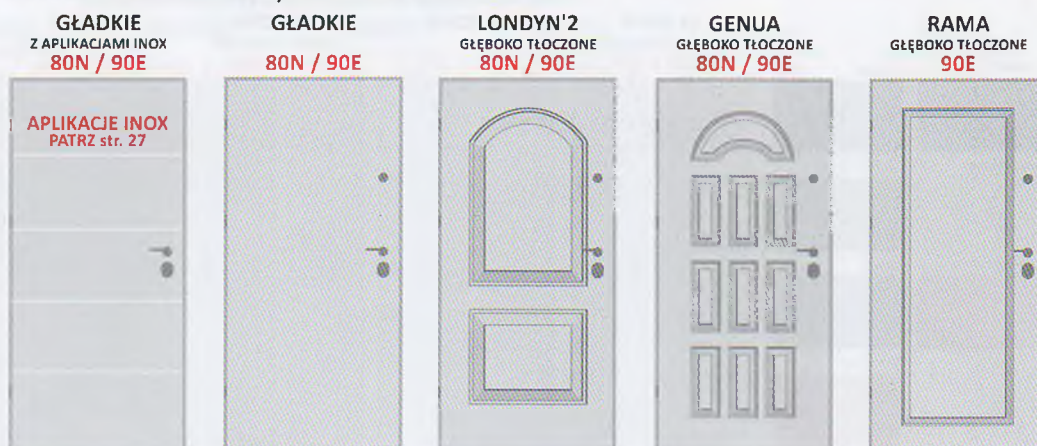 GŁADKIE
Z APLIKACJAMI INOX
80N / 90E
APLIKACJE INOX
PATRZ str. 27
GŁADKIE
80N / 90E
LONDYN'2
GŁĘBOKO TŁOCZONE
80N / 90E
GENUA
GŁĘBOKO TŁOCZONE
80N / 90E
RAMA
GŁĘBOKO TŁOCZONE
90E